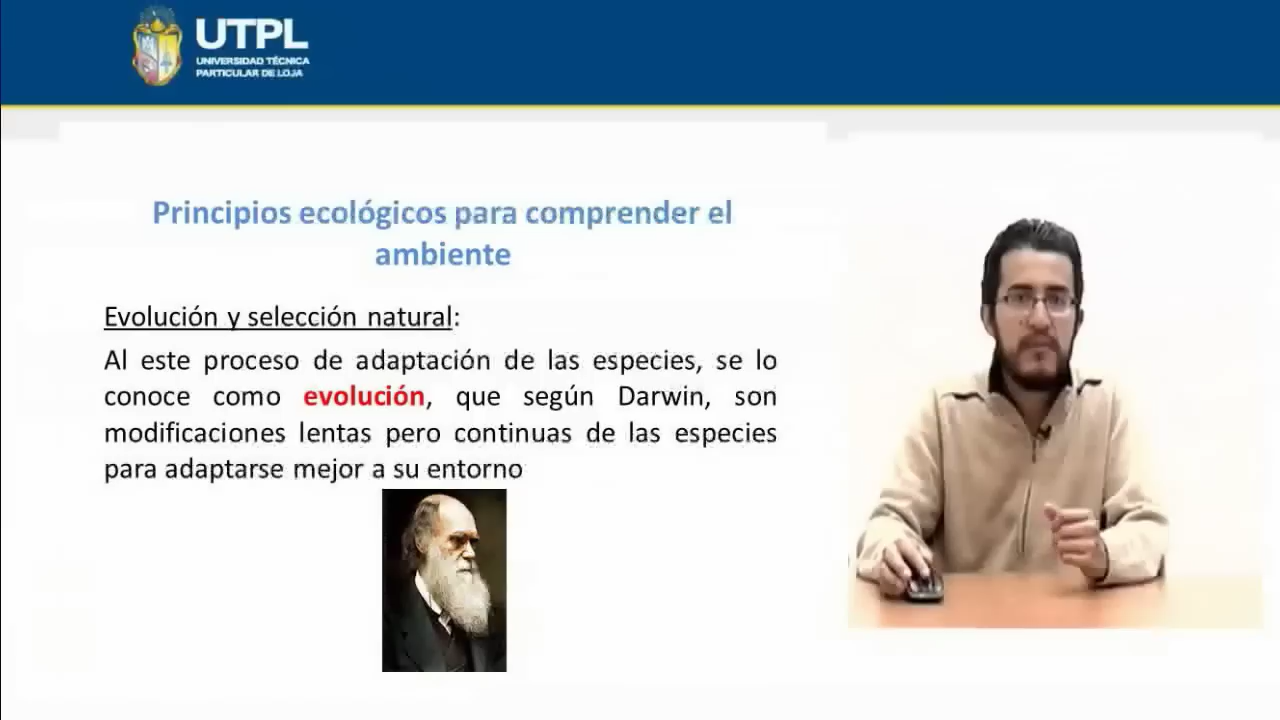 UTPL
UNIVERSIDAD TÉCNICA
PARTICULAR DE LOJA
Principios ecológicos para comprender el
ambiente
Evolución y selección natural:
Al este proceso de adaptación de las especies, se lo
conoce como evolución, que según Darwin, son
modificaciones lentas pero continuas de las especies
para adaptarse mejor a su entorno